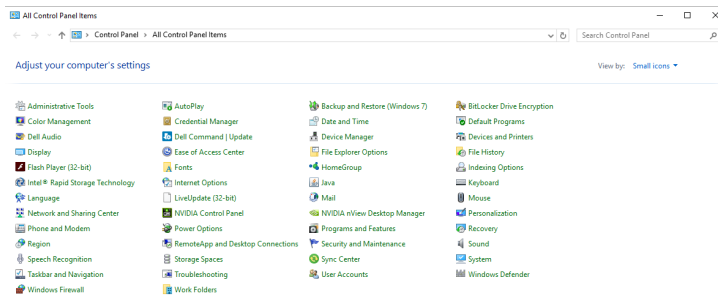 All Control Panel Items
Control Panel > All Control Panel Items
Search Control Panel
Adjust your computer's settings
View by: Small icons
Administrative Tools
AutoPlay
Backup and Restore (Windows 7)
BitLocker Drive Encryption
Color Management
Credential Manager
Date and Time
Default Programs
Dell Audio
Dell Command | Update
Device Manager
Devices and Printers
Display
Ease of Access Center
File Explorer Options
File History
Flash Player (32-bit)
Fonts
HomeGroup
Indexing Options
Intel® Rapid Storage Technology
Internet Options
Java
Keyboard
Language
LiveUpdate (32-bit)
Mail
Mouse
Network and Sharing Center
NVIDIA Control Panel
NVIDIA nView Desktop Manager
Personalization
Phone and Modem
Power Options
Programs and Features
Recovery
Region
RemoteApp and Desktop Connections
Security and Maintenance
Sound
Speech Recognition
Storage Spaces
Sync Center
System
Taskbar and Navigation
Troubleshooting
User Accounts
Windows Defender
Windows Firewall
Work Folders